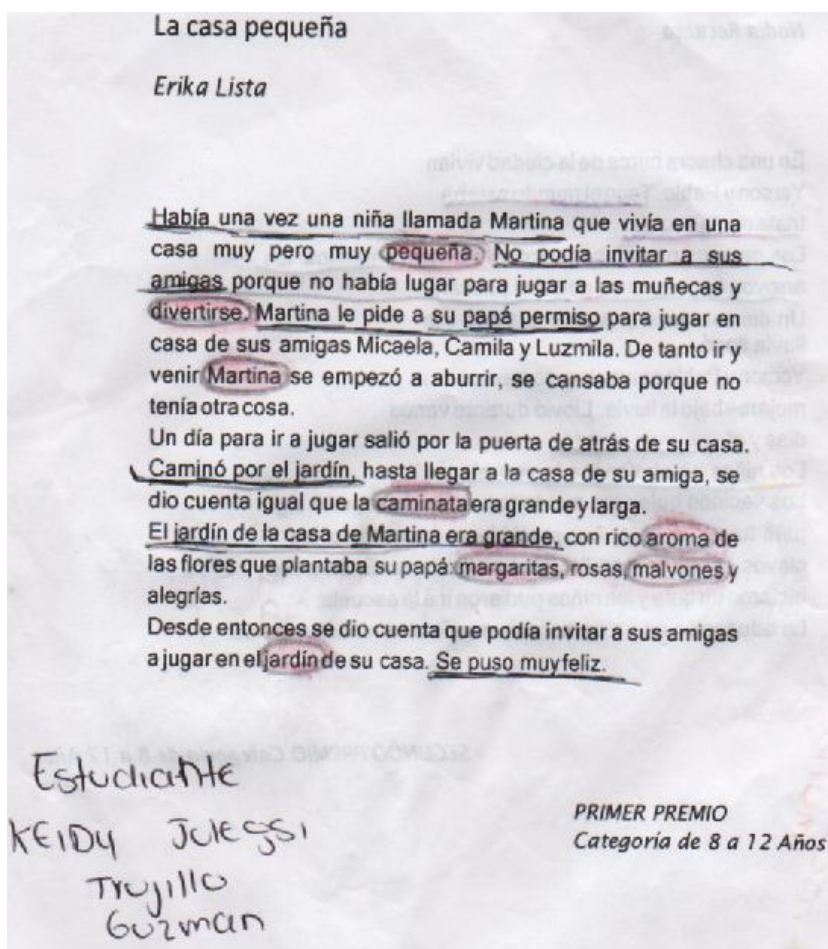 La casa pequeña
Erika Lista
Había una vez una niña llamada Martina que vivía en una
casa muy pero muy pequeña. No podía invitar a sus
amigas porque no había lugar para jugar a las muñecas y
divertirse. Martina le pide a su papá permiso para jugar en
casa de sus amigas Micaela, Camila y Luzmila. De tanto ir y
venir Martina se empezó a aburrir, se cansaba porque no
tenía otra cosa.
Un día para ir a jugar salió por la puerta de atrás de su casa.
Caminó por el jardín, hasta llegar a la casa de su amiga, se
dio cuenta igual que la caminata era grande y larga.
El jardín de la casa de Martina era grande, con rico aroma de
las flores que plantaba su papá: margaritas, rosas, malvones y
alegrías.
Desde entonces se dio cuenta que podía invitar a sus amigas
a jugar en el jardín de su casa. Se puso muy feliz.
Estudiante
KEIDY
Trujillo
Guzman
PRIMER PREMIO
Categoría de 8 a 12 Años